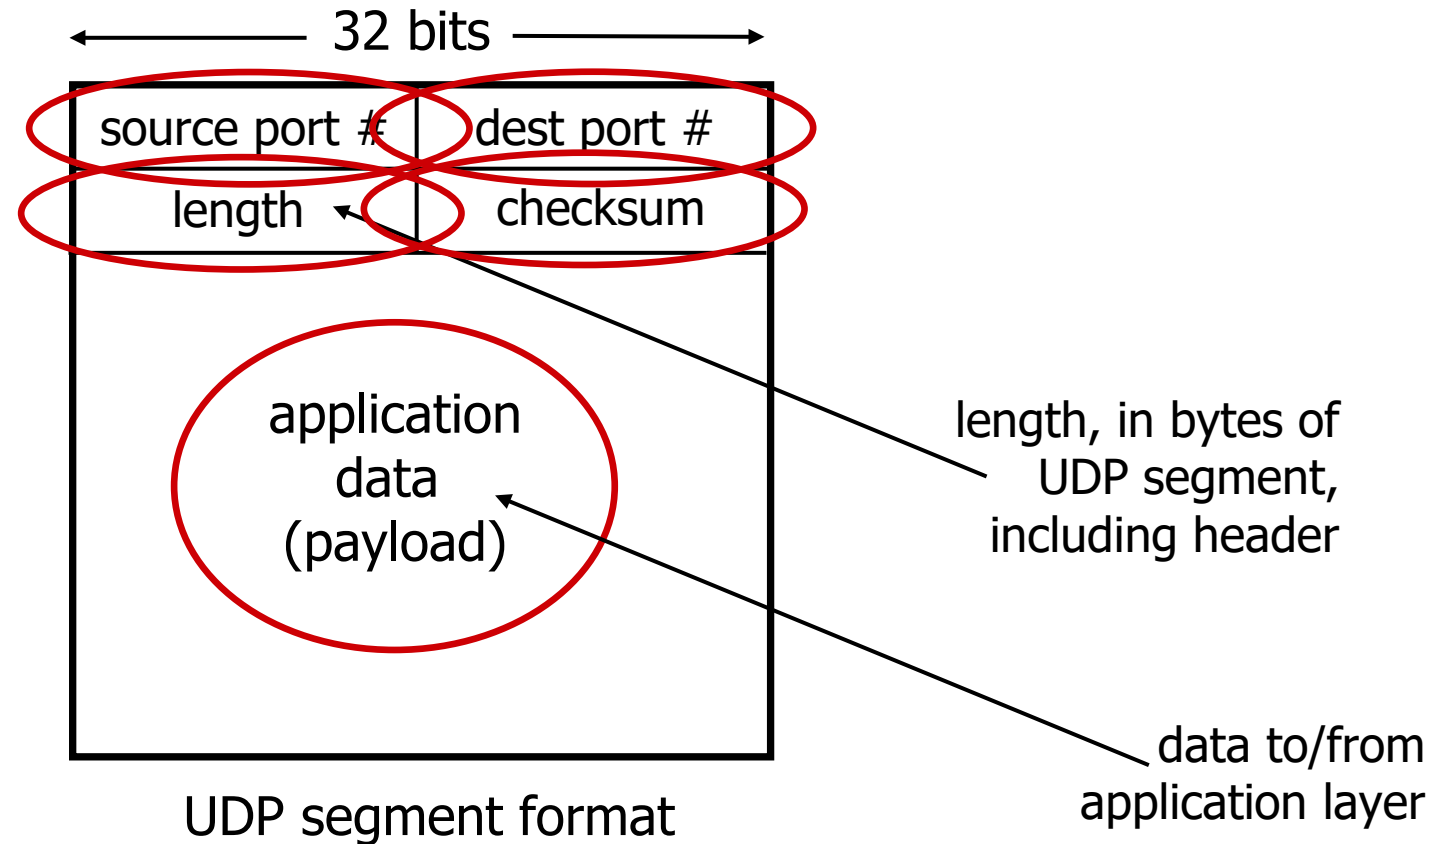 32 bits
source port #
dest port #
length
checksum
application
data
(payload)
length, in bytes of
UDP segment,
including header
data to/from
application layer
UDP segment format